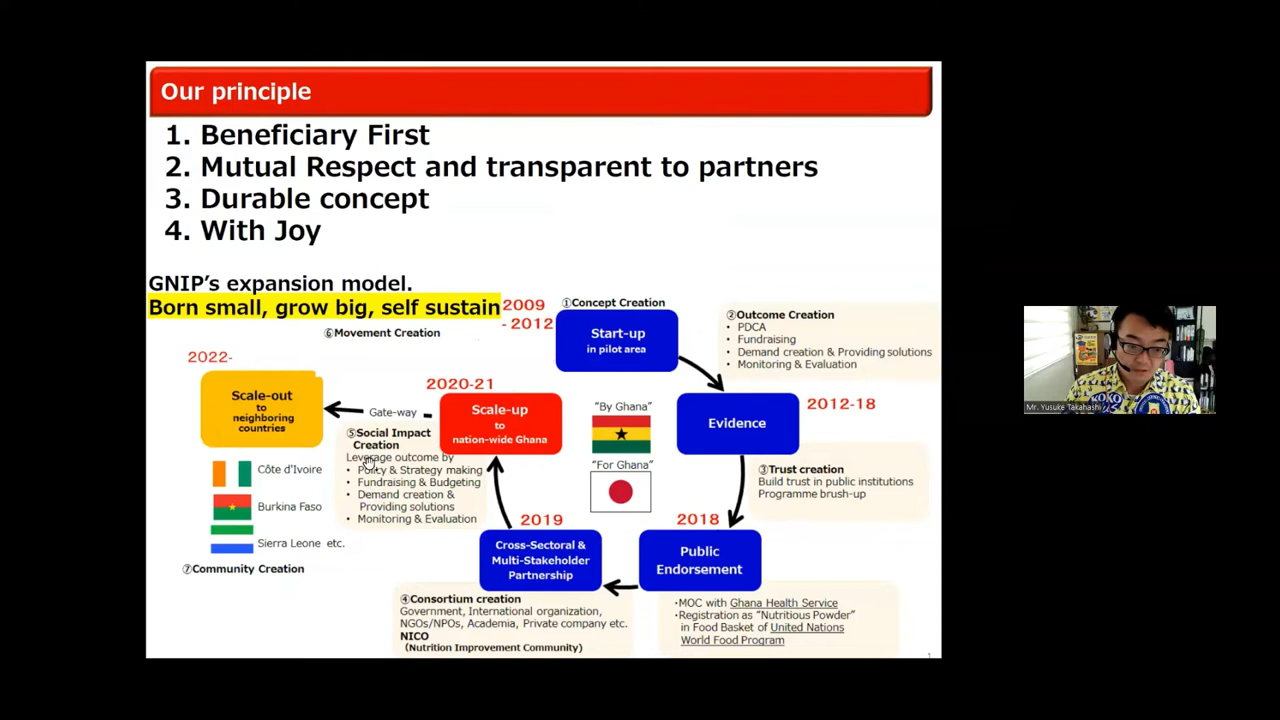 Our principle
1. Beneficiary First
2. Mutual Respect and transparent to partners
3. Durable concept
4. With Joy
GNIP's expansion model.
Born small, grow big, self sustain
2009
- 2012
①Concept Creation
Start-up
in pilot area
②Outcome Creation
• PDCA
• Fundraising
• Demand creation & Providing solutions
• Monitoring & Evaluation
2012-18
Evidence
③Trust creation
Build trust in public institutions
Programme brush-up
2018
Public
Endorsement
・MOC with Ghana Health Service
・Registration as "Nutritious Powder"
in Food Basket of United Nations
World Food Program
2019
Cross-Sectoral &
Multi-Stakeholder
Partnership
④Consortium creation
Government, International organization,
NGOs/NPOs, Academia, Private company etc.
NICO
(Nutrition Improvement Community)
2020-21
Scale-up
to
nation-wide Ghana
"By Ghana"
"For Ghana"
⑤Social Impact
Creation
Leverage outcome by
• Policy & Strategy making
• Fundraising & Budgeting
• Demand creation &
Providing solutions
• Monitoring & Evaluation
⑥Movement Creation
Gate-way
2022-
Scale-out
to
neighboring
countries
Côte d'Ivoire
Burkina Faso
Sierra Leone etc.
⑦Community Creation
1
Mr. Yusuke Takahashi
KOKO